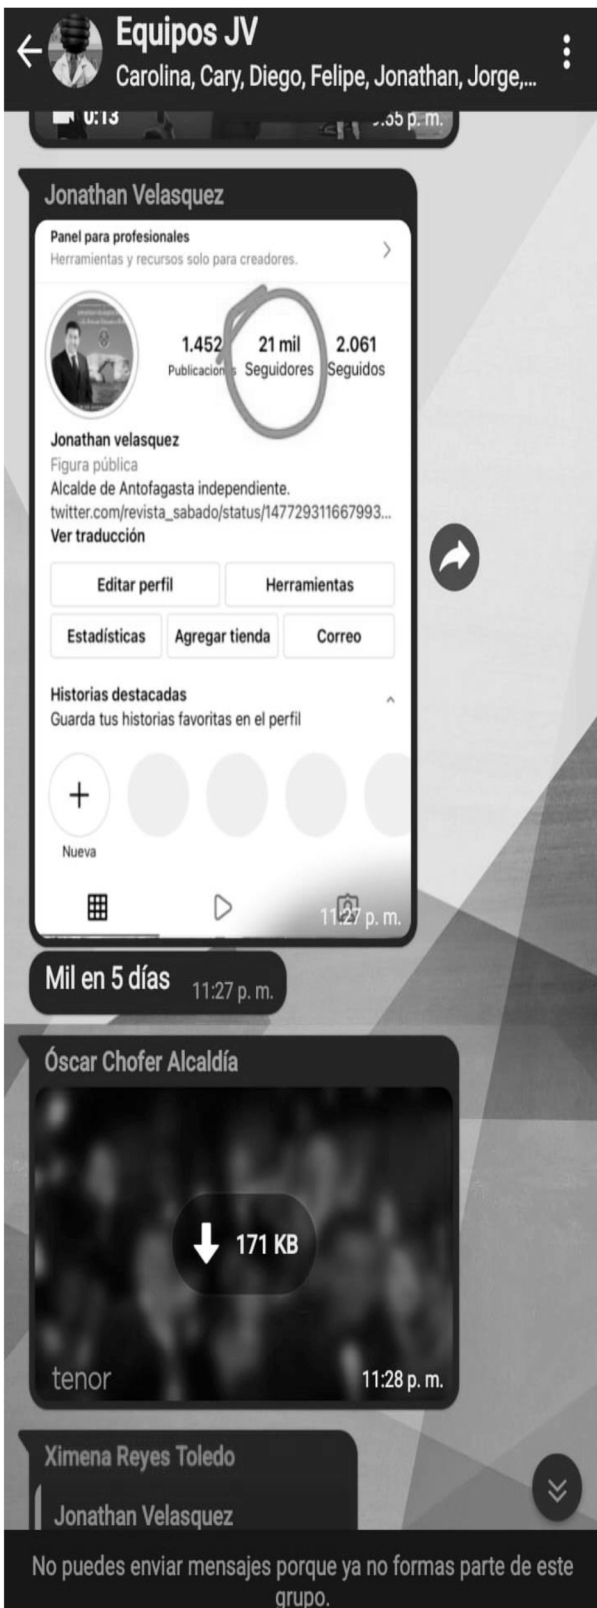 Equipos JV
Carolina, Cary, Diego, Felipe, Jonathan, Jorge,...
0:13
p. m.
Jonathan Velasquez
Panel para profesionales
Herramientas y recursos solo para creadores.
1.452 21 mil 2.061
Publicaciones Seguidores Seguidos
Jonathan velasquez
Figura pública
Alcalde de Antofagasta independiente.
twitter.com/revista_sabado/status/147729311667993...
Ver traducción
Editar perfil Herramientas
Estadísticas Agregar tienda Correo
Historias destacadas
Guarda tus historias favoritas en el perfil
Nueva
11:27 p. m.
Mil en 5 días 11:27 p. m.
Óscar Chofer Alcaldía
171 KB
tenor 11:28 p. m.
Ximena Reyes Toledo
Jonathan Velasquez
No puedes enviar mensajes porque ya no formas parte de este
grupo.